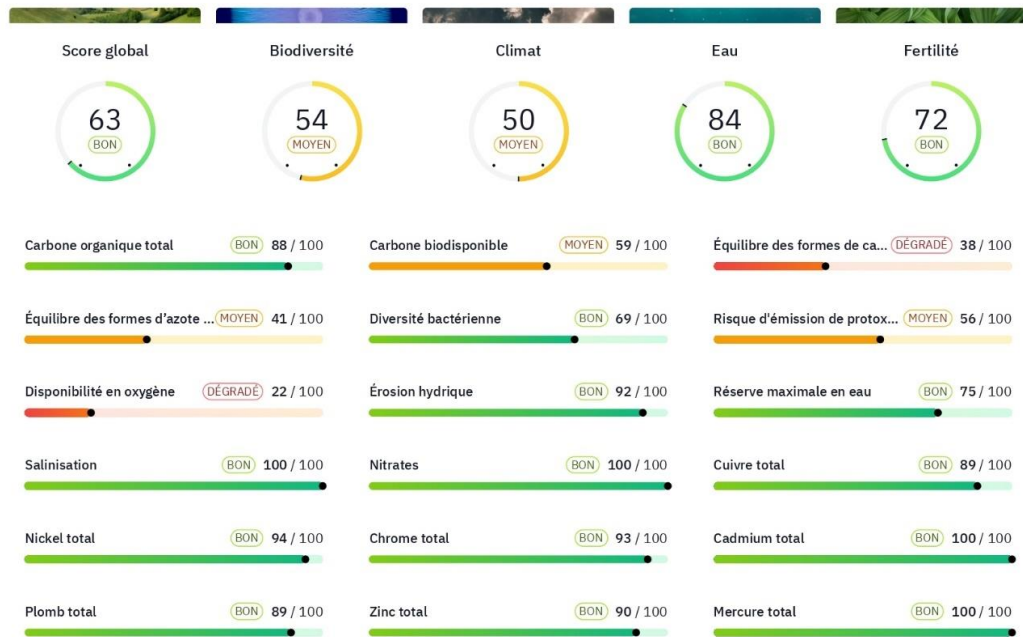 Score global
Biodiversité
Climat
Eau
Fertilité
63
BON
54
MOYEN
50
MOYEN
84
BON
72
BON
Carbone organique total BON 88 / 100
Carbone biodisponible MOYEN 59 / 100
Équilibre des formes de ca... DÉGRADÉ 38 / 100
Équilibre des formes d’azote ... MOYEN 41 / 100
Diversité bactérienne BON 69 / 100
Risque d'émission de protox... MOYEN 56 / 100
Disponibilité en oxygène DÉGRADÉ 22 / 100
Érosion hydrique BON 92 / 100
Réserve maximale en eau BON 75 / 100
Salinisation BON 100 / 100
Nitrates BON 100 / 100
Cuivre total BON 89 / 100
Nickel total BON 94 / 100
Chrome total BON 93 / 100
Cadmium total BON 100 / 100
Plomb total BON 89 / 100
Zinc total BON 90 / 100
Mercure total BON 100 / 100